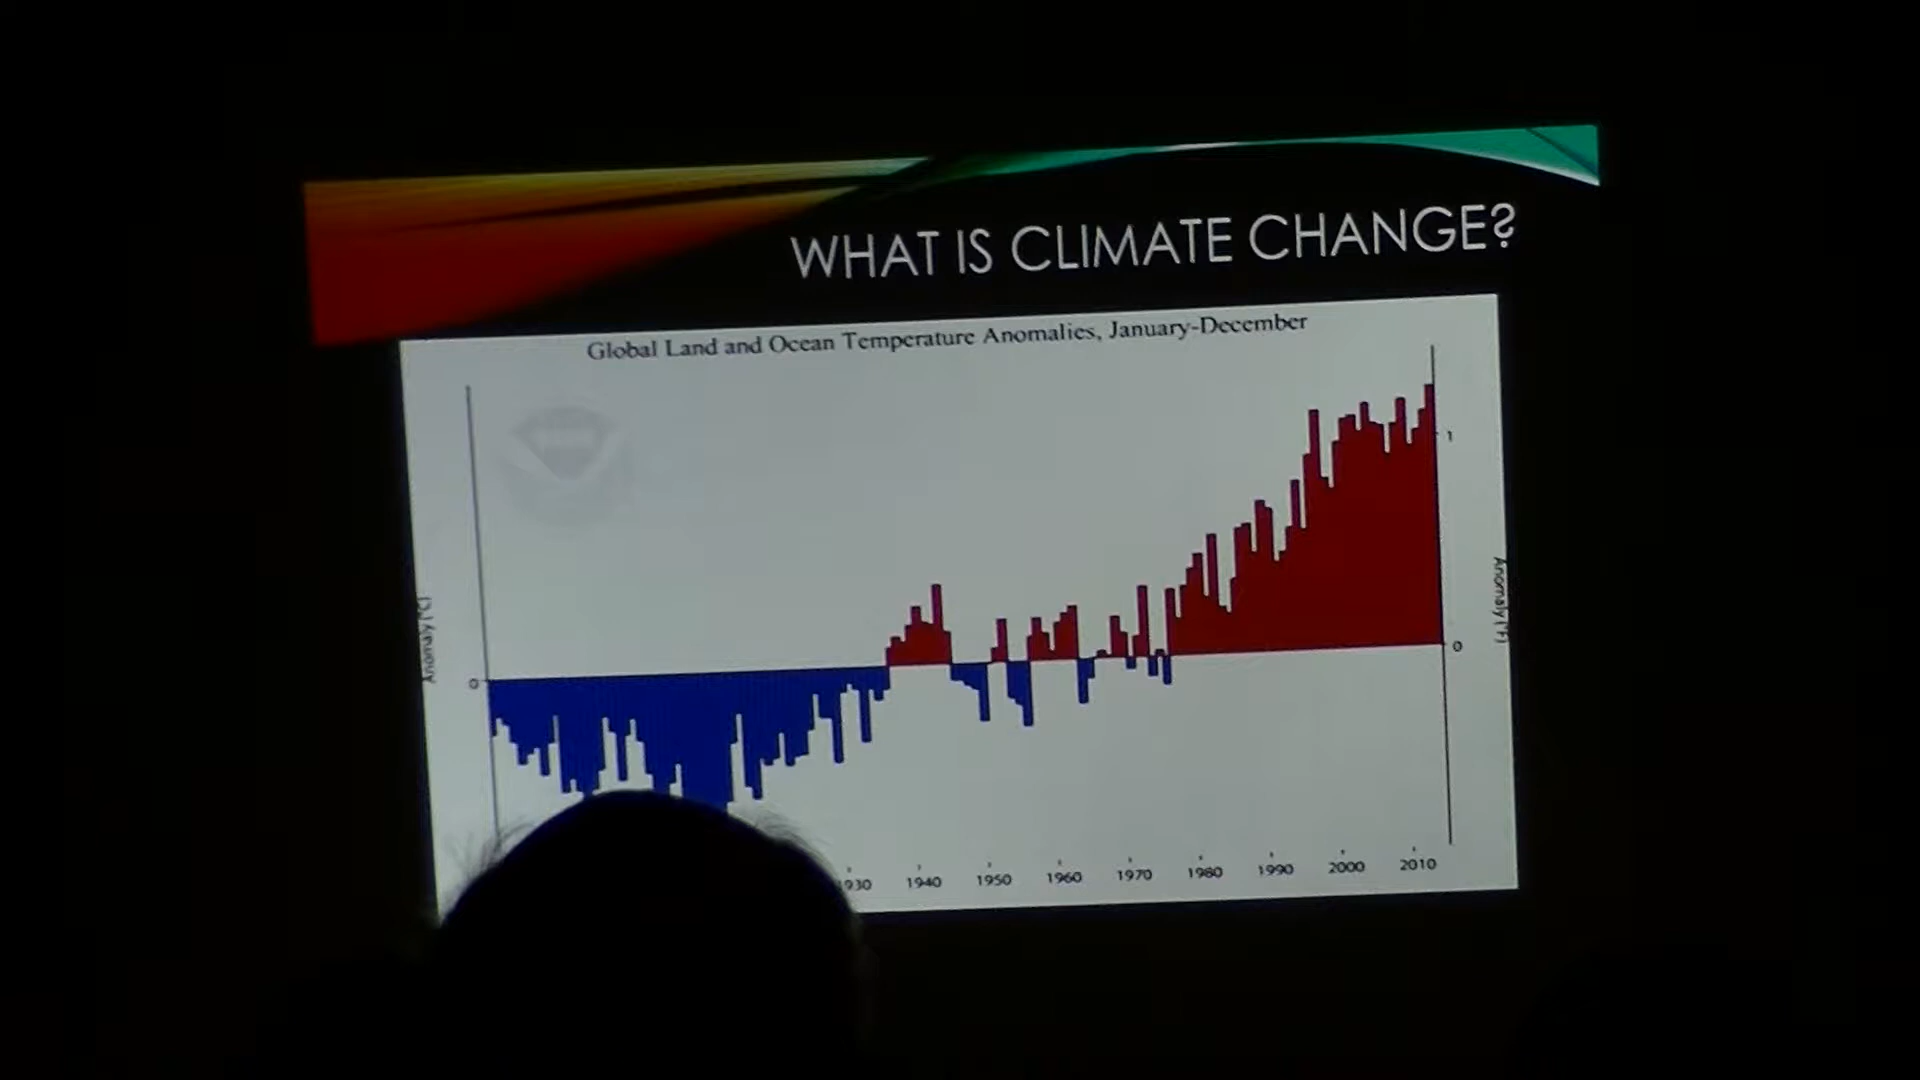 WHAT IS CLIMATE CHANGE?
Global Land and Ocean Temperature Anomalies, January-December
1
Anomaly (°C)
Anomaly (°F)
0
0
1930 1940 1950 1960 1970 1980 1990 2000 2010